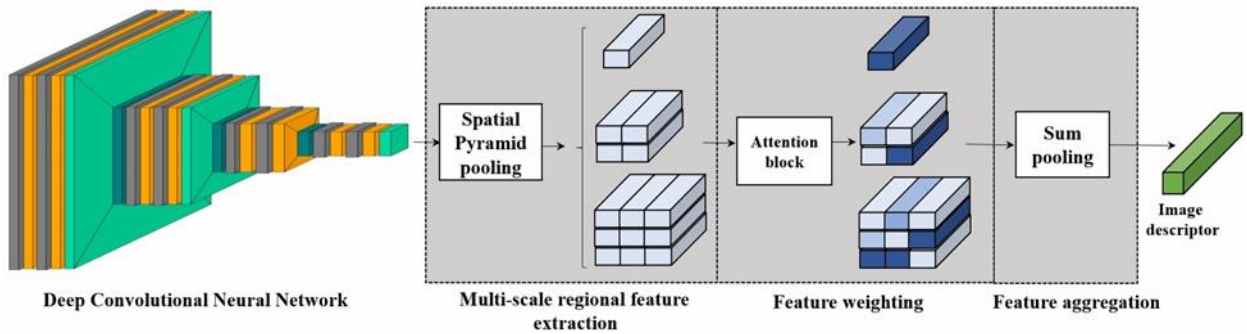 Spatial
Pyramid
pooling
Attention
block
Sum
pooling
Image
descriptor
Deep Convolutional Neural Network
Multi-scale regional feature
extraction
Feature weighting
Feature aggregation